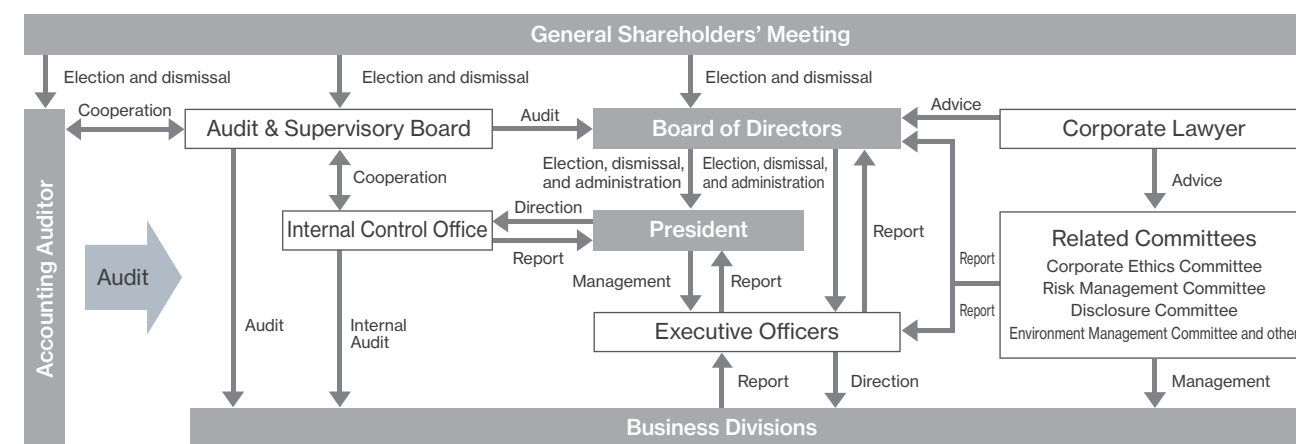 General Shareholders' Meeting
Election and dismissal
Election and dismissal
Election and dismissal
Cooperation
Audit & Supervisory Board
Audit
Board of Directors
Advice
Corporate Lawyer
Accounting Auditor
Audit
Cooperation
Election, dismissal,
and administration
Election, dismissal,
and administration
Advice
Internal Control Office
Direction
Report
President
Report
Management
Report
Report
Report
Related Committees
Corporate Ethics Committee
Risk Management Committee
Disclosure Committee
Environment Management Committee and other
Audit
Internal
Audit
Executive Officers
Report
Direction
Management
Business Divisions